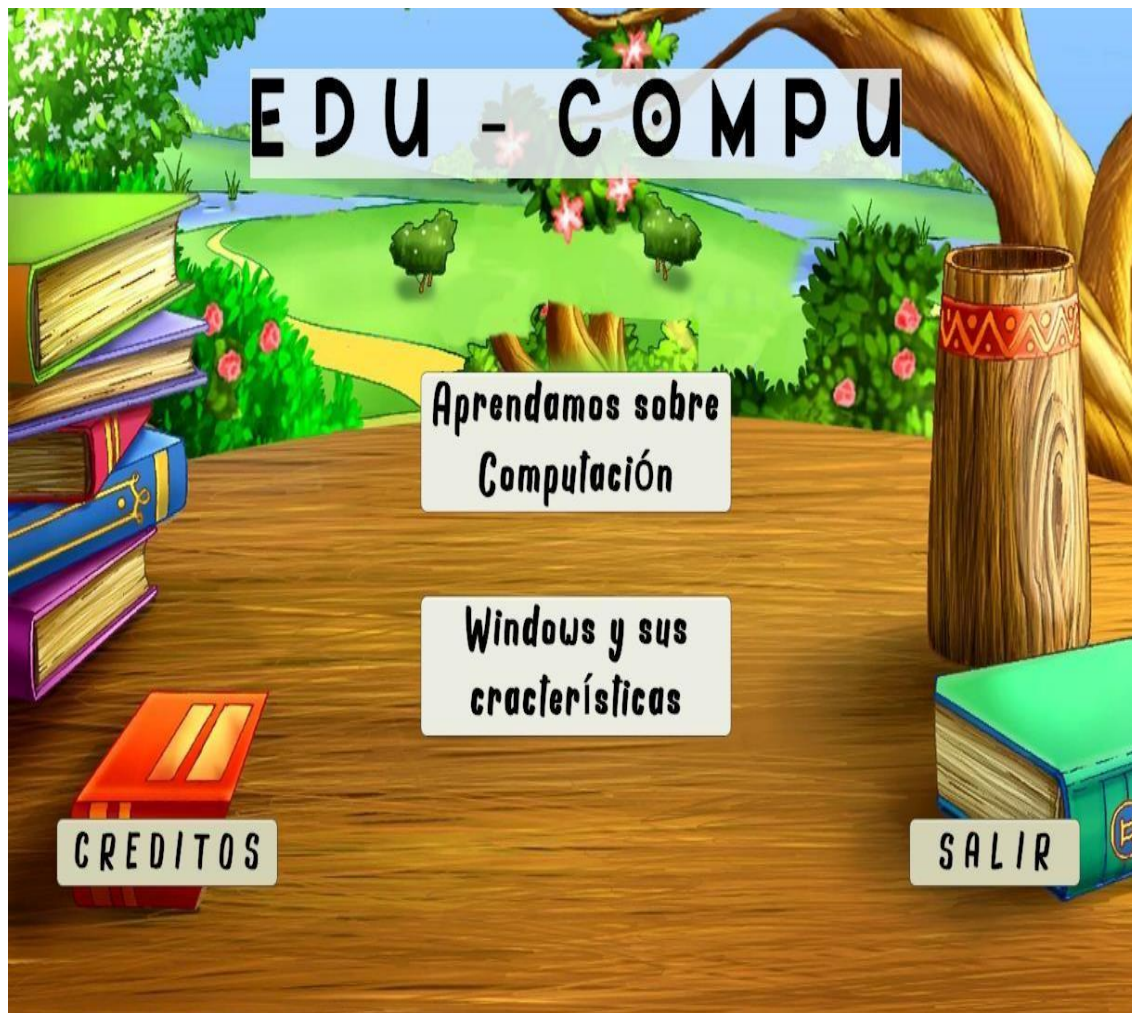 EDU - COMPU
Aprendamos sobre
Computación
Windows y sus
cracterísticas
CREDITOS
SALIR